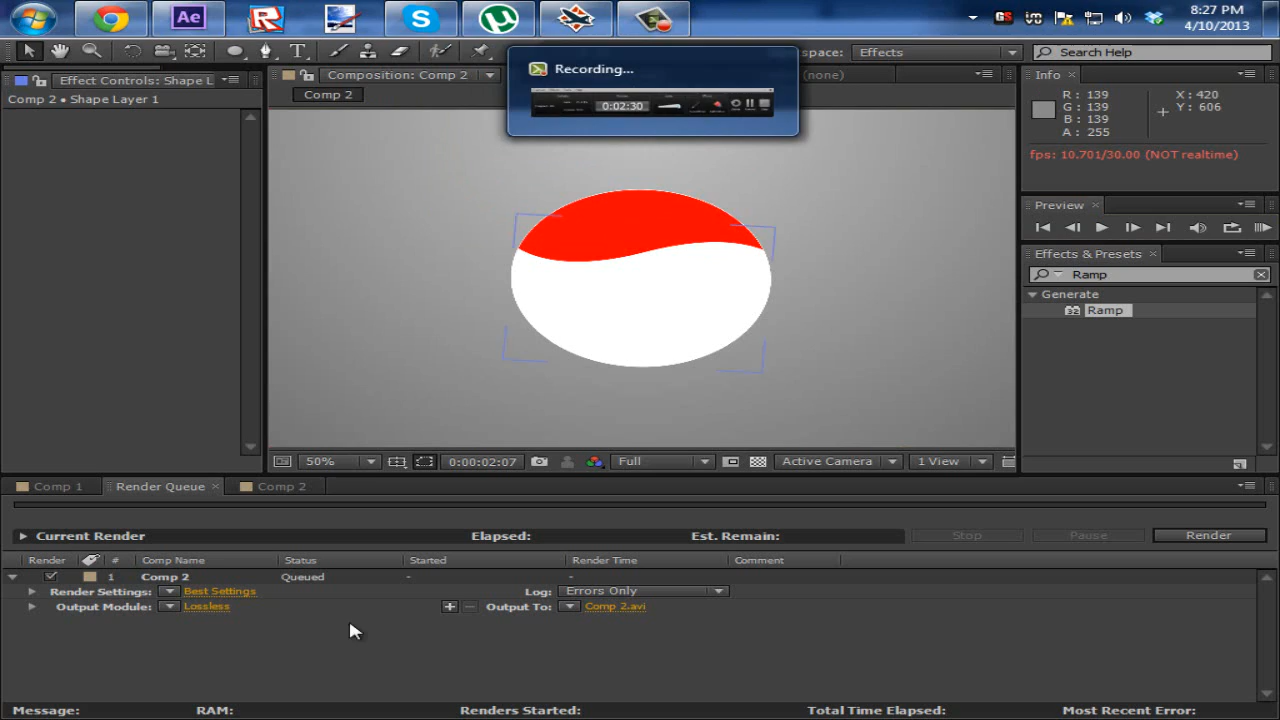 Ae
8:27 PM
4/10/2013
Recording...
0:02:30
space: Effects
Search Help
Effect Controls: Shape L
Composition: Comp 2
(none)
Info
Comp 2 • Shape Layer 1
Comp 2
R: 139
G: 139
B: 139
A: 255
X: 420
Y: 606
fps: 10.701/30.00 (NOT realtime)
Preview
Effects & Presets
Ramp
Generate
32 Ramp
50%
0:00:02:07
Full
Active Camera
1 View
Comp 1
Render Queue
Comp 2
Current Render
Elapsed:
Est. Remain:
Stop
Pause
Render
Render
#
Comp Name
Status
Started
Render Time
Comment
1
Comp 2
Queued
-
-
Render Settings: Best Settings
Log: Errors Only
Output Module: Lossless
Output To: Comp 2.avi
Message:
RAM:
Renders Started:
Total Time Elapsed:
Most Recent Error: